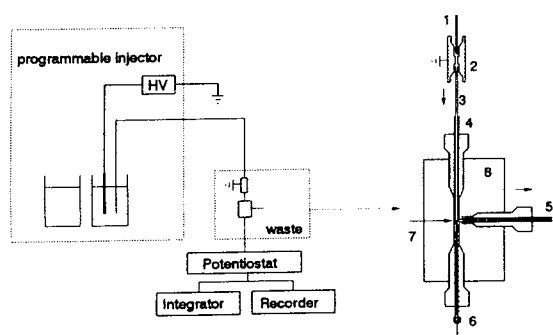 programmable injector
HV
waste
Potentiostat
Integrator
Recorder
1
2
3
4
8
5
7
6